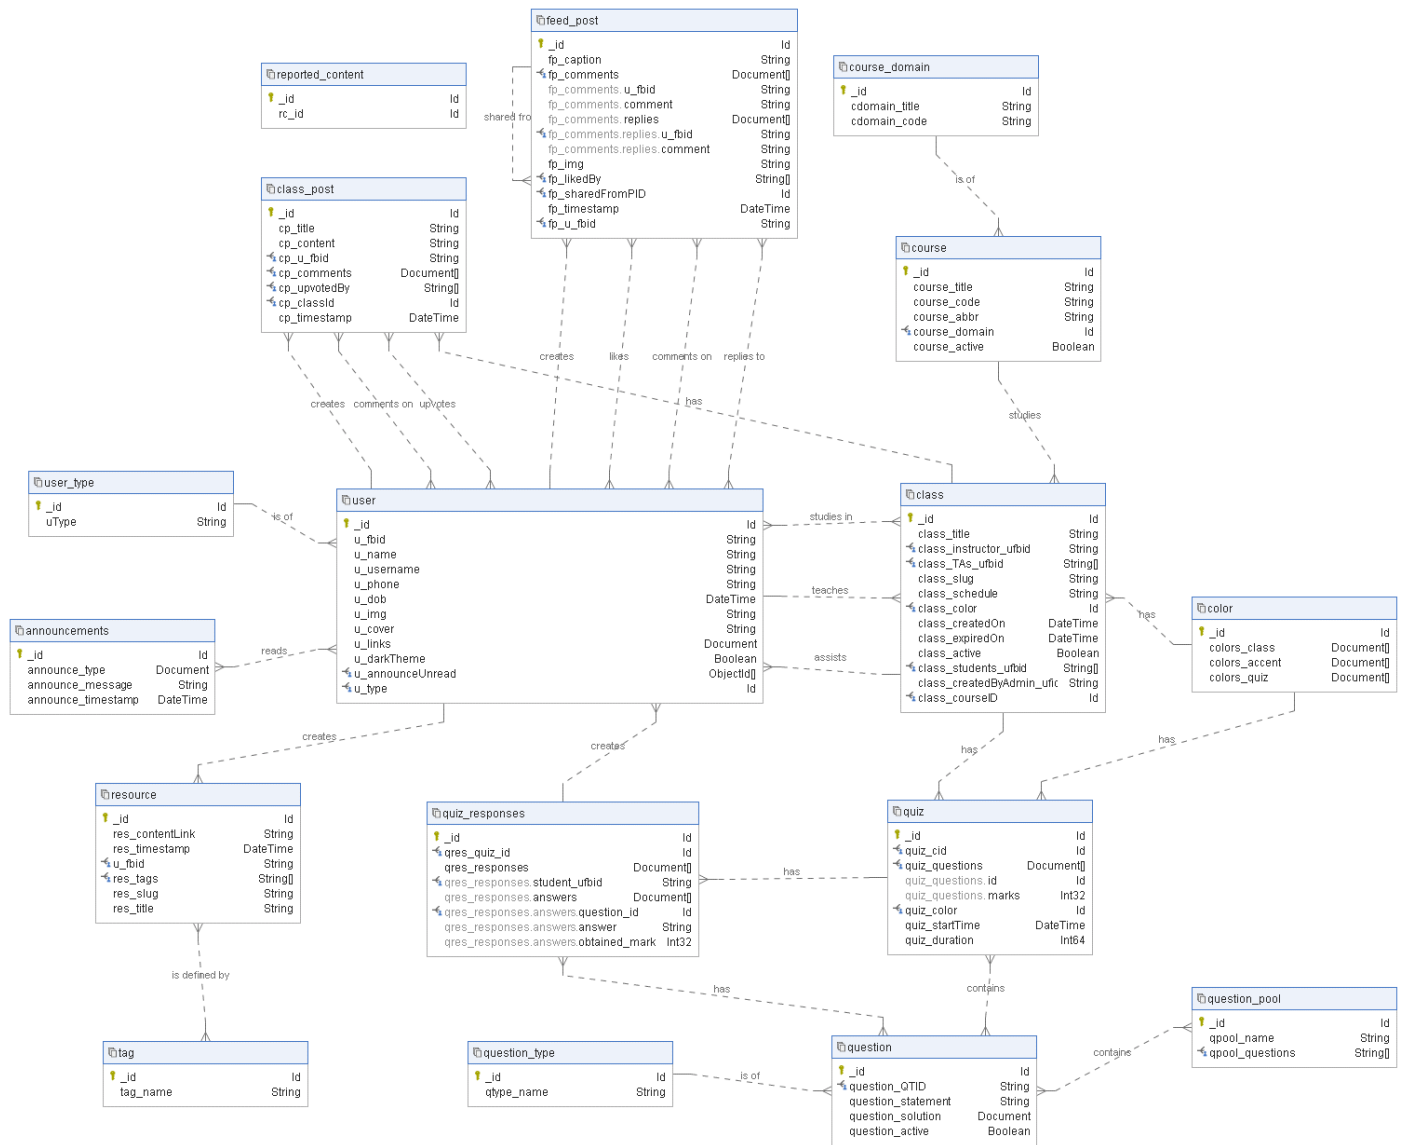 feed_post
_id Id
fp_caption String
fp_comments Document[]
fp_comments.u_fbid String
fp_comments.comment String
fp_comments.replies Document[]
fp_comments.replies.u_fbid String
fp_comments.replies.comment String
fp_img String
fp_likedBy String[]
fp_sharedFromPID Id
fp_timestamp DateTime
fp_u_fbid String
shared fro
reported_content
_id Id
rc_id Id
course_domain
_id Id
cdomain_title String
cdomain_code String
is of
class_post
_id Id
cp_title String
cp_content String
cp_u_fbid String
cp_comments Document[]
cp_upvotedBy String[]
cp_classId Id
cp_timestamp DateTime
course
_id Id
course_title String
course_code String
course_abbr String
course_domain Id
course_active Boolean
creates
likes
comments on
replies to
creates
comments on
upvotes
has
studies
user_type
_id Id
uType String
is of
user
_id Id
u_fbid String
u_name String
u_username String
u_phone String
u_dob DateTime
u_img String
u_cover String
u_links Document
u_darkTheme Boolean
u_announceUnread ObjectId[]
u_type Id
studies in
teaches
assists
class
_id Id
class_title String
class_instructor_ufbid String
class_TAs_ufbid String[]
class_slug String
class_schedule String
class_color Id
class_createdOn DateTime
class_expiredOn DateTime
class_active Boolean
class_students_ufbid String[]
class_createdByAdmin_ufic String
class_courseID Id
has
color
_id Id
colors_class Document[]
colors_accent Document[]
colors_quiz Document[]
announcements
_id Id
announce_type Document
announce_message String
announce_timestamp DateTime
reads
creates
creates
has
has
resource
_id Id
res_contentLink String
res_timestamp DateTime
u_fbid String
res_tags String[]
res_slug String
res_title String
quiz_responses
_id Id
qres_quiz_id Id
qres_responses Document[]
qres_responses.student_ufbid String
qres_responses.answers Document[]
qres_responses.answers.question_id Id
qres_responses.answers.answer String
qres_responses.answers.obtained_mark Int32
has
quiz
_id Id
quiz_cid Id
quiz_questions Document[]
quiz_questions.id Id
quiz_questions.marks Int32
quiz_color Id
quiz_startTime DateTime
quiz_duration Int64
is defined by
has
contains
tag
_id Id
tag_name String
question_type
_id Id
qtype_name String
is of
question
_id Id
question_QTID String
question_statement String
question_solution Document
question_active Boolean
contains
question_pool
_id Id
qpool_name String
qpool_questions String[]